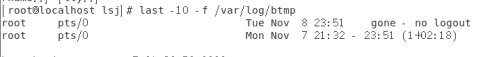 [root@localhost lsj]# last -10 -f /var/log/btmp
root pts/0 Tue Nov 8 23:51 gone - no logout
root pts/0 Mon Nov 7 21:32 - 23:51 (1+02:18)